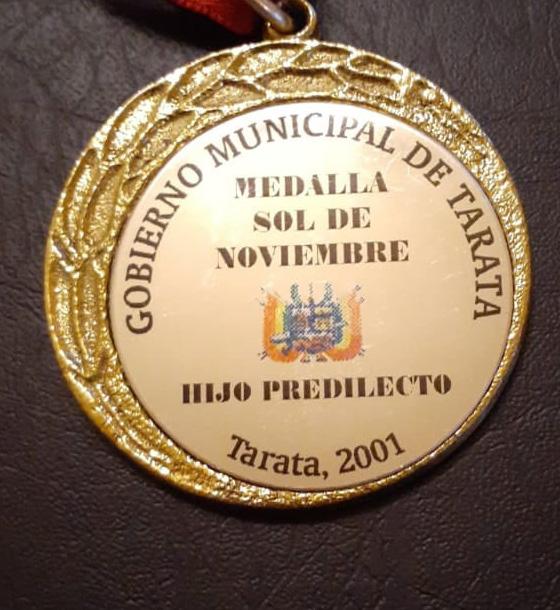 GOBIERNO MUNICIPAL DE TARATA
MEDALLA
SOL DE
NOVIEMBRE
HIJO PREDILECTO
Tarata, 2001